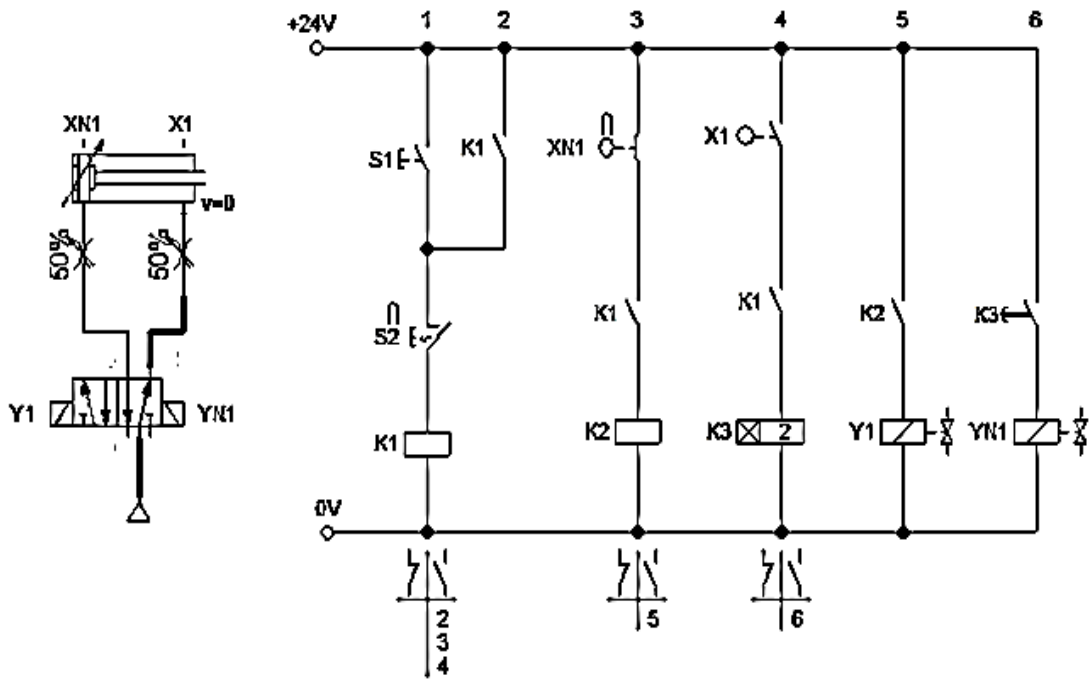 1 2 3 4 5 6
+24V
XN1 X1
S1 K1 XN1 X1
v=0
50% 50%
S2 K1 K1 K2 K3
Y1 YN1
K1 K2 K3 2 Y1 YN1
0V
2 5 6
3
4